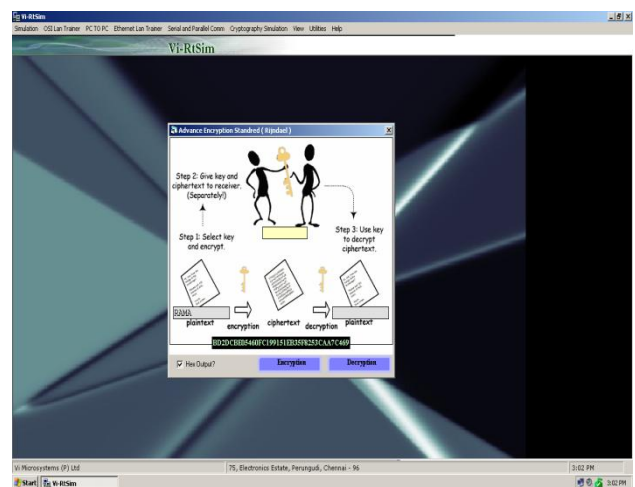 Vi-RtSim
Simulation OSI Lan Trainer PC TO PC Ethernet Lan Trainer Serial and Parallel Comm Cryptography Simulation View Utilities Help
Vi-RtSim
Advance Encryption Standred ( Rijndael )
Step 2: Give key and
ciphertext to receiver.
(Separately!)
Step 1: Select key
and encrypt.
Step 3: Use key
to decrypt
ciphertext.
RAMA
plaintext encryption ciphertext decryption plaintext
BD2DCBED5460FC199151EB35F8253CAA7C469
Hex Output?
Encryption Decryption
Vi Microsystems (P) Ltd 75, Electronics Estate, Perungudi, Chennai - 96 3:02 PM
Start Vi-RtSim 3:02 PM